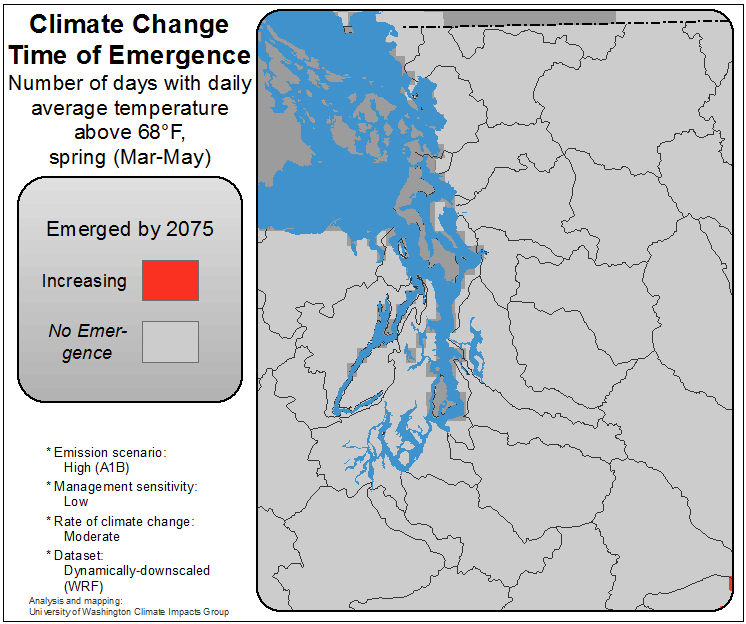 Climate Change
Time of Emergence
Number of days with daily
average temperature
above 68°F,
spring (Mar-May)
Emerged by 2075
Increasing
No Emer-
gence
* Emission scenario:
High (A1B)
* Management sensitivity:
Low
* Rate of climate change:
Moderate
* Dataset:
Dynamically-downscaled
(WRF)
Analysis and mapping:
University of Washington Climate Impacts Group